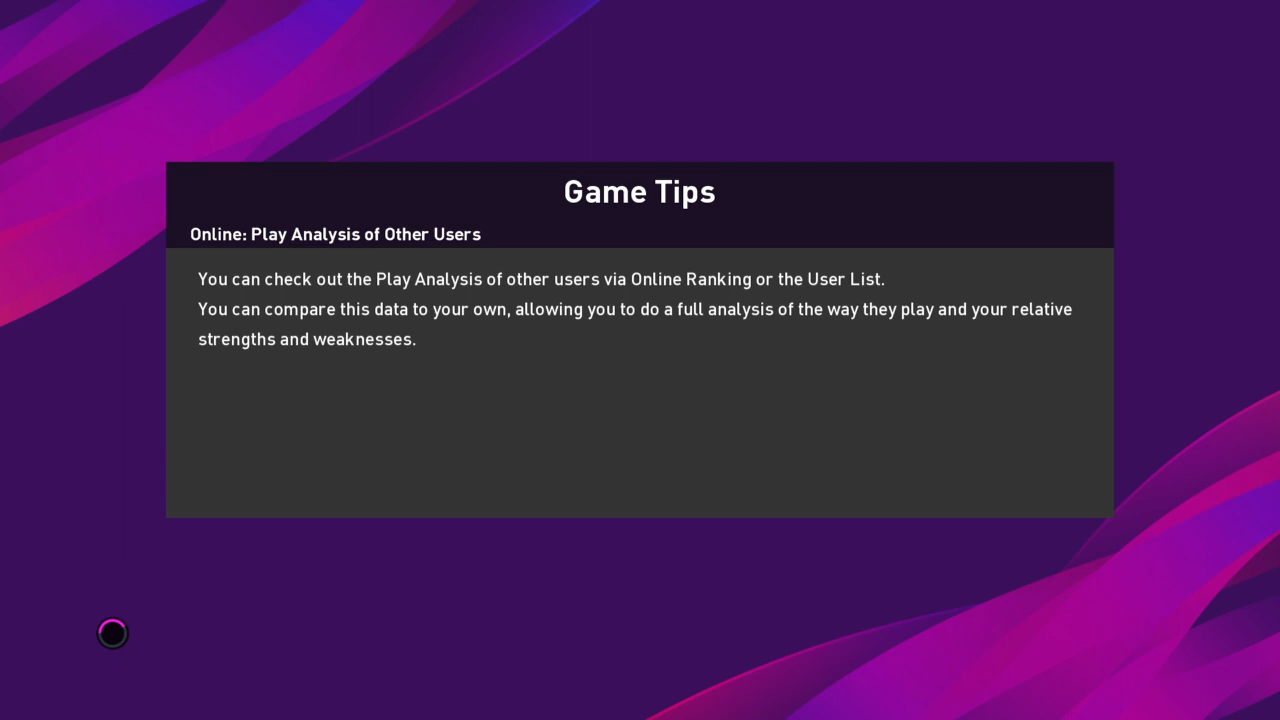 Game Tips
Online: Play Analysis of Other Users
You can check out the Play Analysis of other users via Online Ranking or the User List.
You can compare this data to your own, allowing you to do a full analysis of the way they play and your relative
strengths and weaknesses.